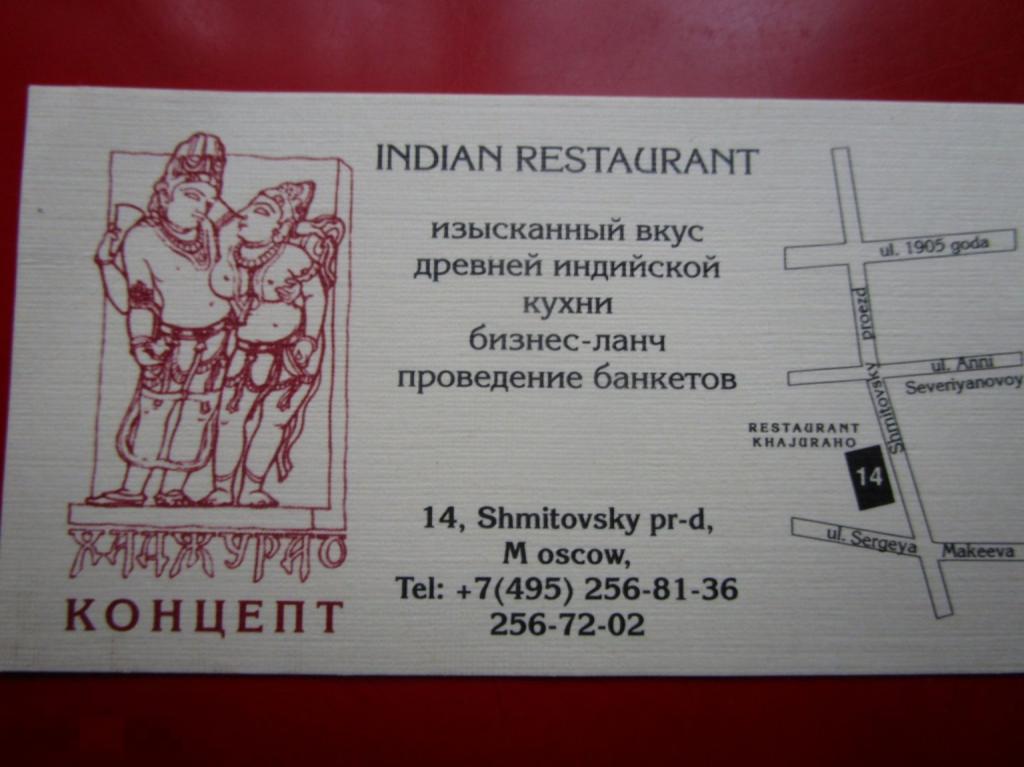 INDIAN RESTAURANT
изысканный вкус
древней индийской
кухни
бизнес-ланч
проведение банкетов
14, Shmitovsky pr-d,
M oscow,
Tel: +7(495) 256-81-36
256-72-02
КХАДЖУРАО
КОНЦЕПТ
ul. 1905 goda
Shmitovsky proezd
ul. Anni
Severiyanovoy
RESTAURANT
KHAJURAHO
14
ul. Sergeya Makeeva